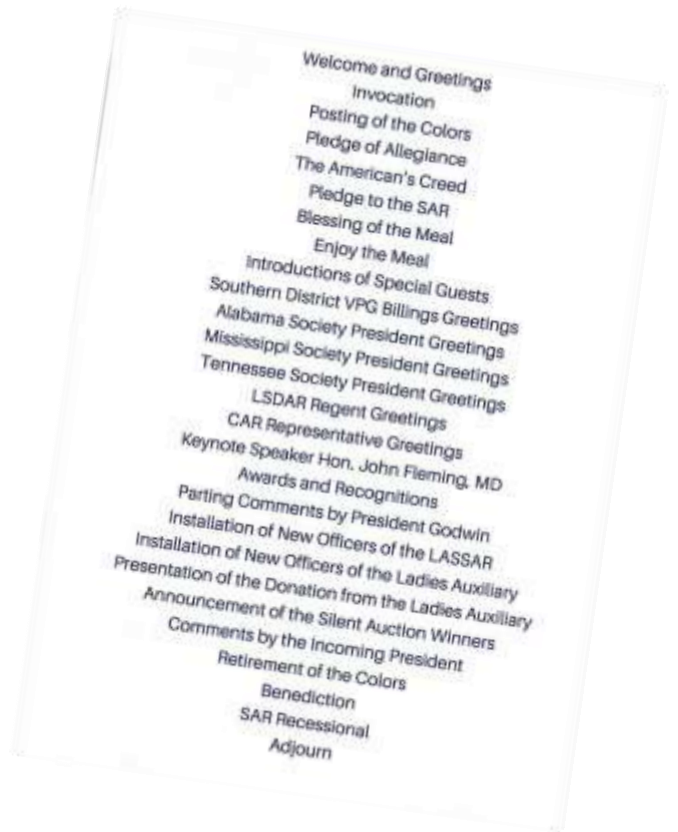 Welcome and Greetings
Invocation
Posting of the Colors
Pledge of Allegiance
The American's Creed
Pledge to the SAR
Blessing of the Meal
Enjoy the Meal
Introductions of Special Guests
Southern District VPG Billings Greetings
Alabama Society President Greetings
Mississippi Society President Greetings
Tennessee Society President Greetings
LSDAR Regent Greetings
CAR Representative Greetings
Keynote Speaker Hon. John Fleming, MD
Awards and Recognitions
Parting Comments by President Godwin
Installation of New Officers of the LASSAR
Installation of New Officers of the Ladies Auxiliary
Presentation of the Donation from the Ladies Auxiliary
Announcement of the Silent Auction Winners
Comments by the Incoming President
Retirement of the Colors
Benediction
SAR Recessional
Adjourn